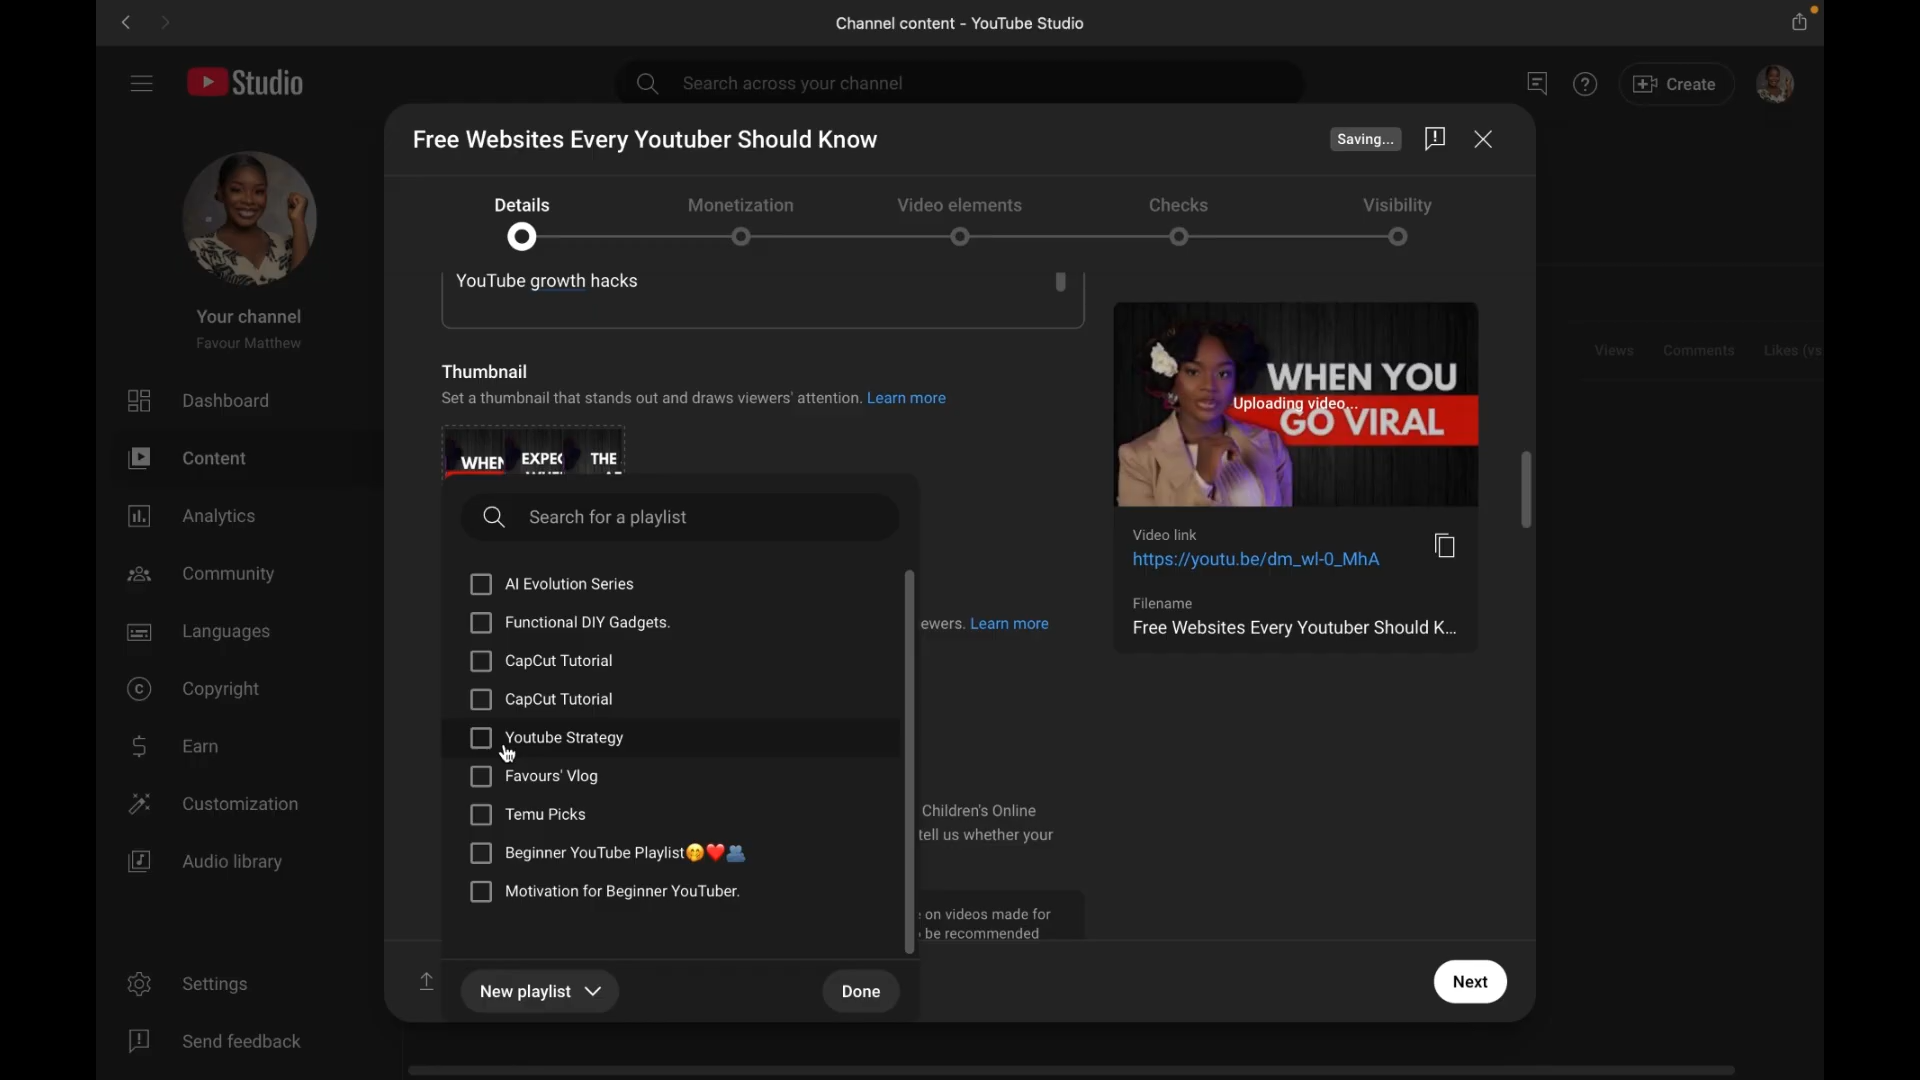 Channel content - YouTube Studio
Studio
Search across your channel
Create
Free Websites Every Youtuber Should Know
Saving...
Details
Monetization
Video elements
Checks
Visibility
Your channel
Favour Matthew
Dashboard
Content
Analytics
Community
Languages
Copyright
Earn
Customization
Audio library
Settings
Send feedback
YouTube growth hacks
Thumbnail
Set a thumbnail that stands out and draws viewers' attention. Learn more
WHEN
THE
Search for a playlist
AI Evolution Series
Functional DIY Gadgets.
CapCut Tutorial
CapCut Tutorial
Youtube Strategy
Favours' Vlog
Temu Picks
Beginner YouTube Playlist🤭❤️🫂
Motivation for Beginner YouTuber.
New playlist
Done
ewers. Learn more
Children's Online
tell us whether your
on videos made for
be recommended
WHEN YOU
GO VIRAL
Uploading video...
Video link
https://youtu.be/dm_wl-0_MhA
Filename
Free Websites Every Youtuber Should K...
Views
Comments
Likes (vs
Next